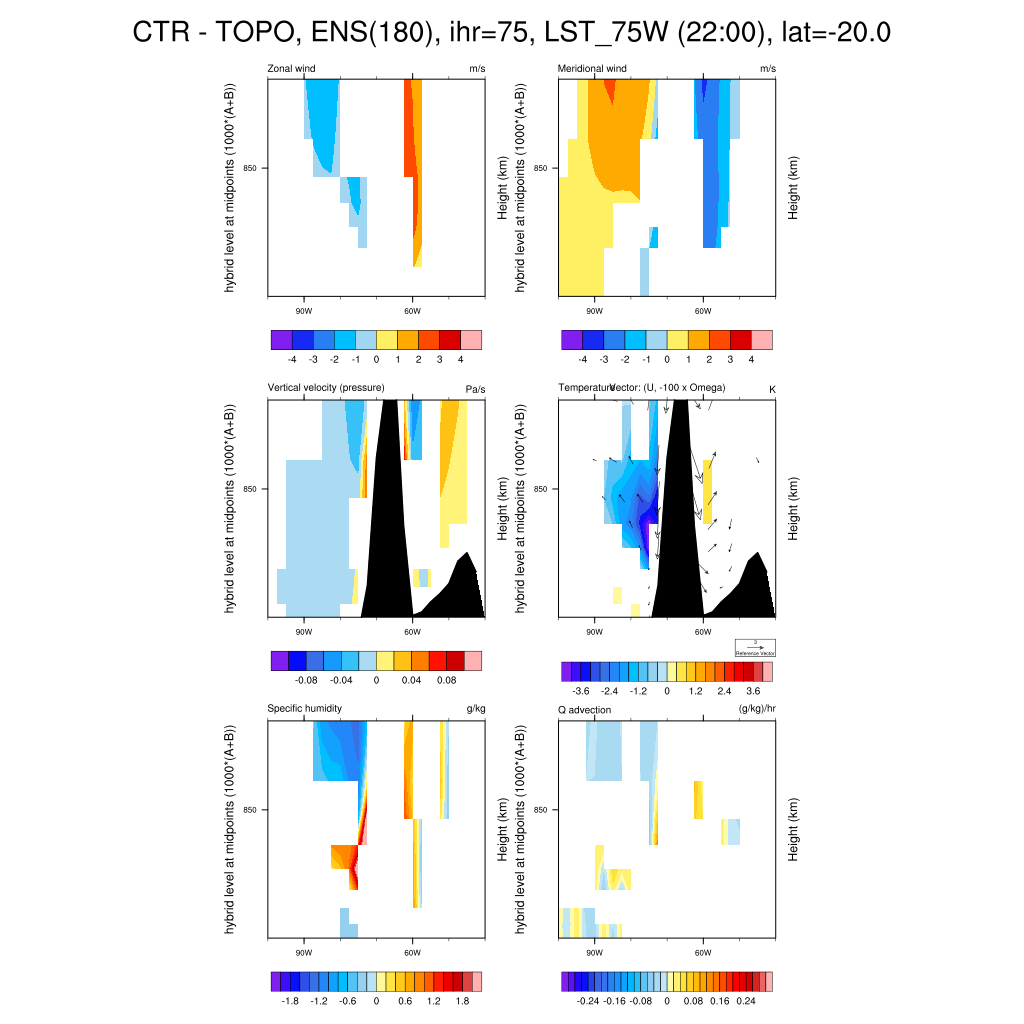 CTR - TOPO, ENS(180), ihr=75, LST_75W (22:00), lat=-20.0
Zonal wind m/s
hybrid level at midpoints (1000*(A+B))
850
Height (km)
90W 60W
-4 -3 -2 -1 0 1 2 3 4
Meridional wind m/s
hybrid level at midpoints (1000*(A+B))
850
Height (km)
90W 60W
-4 -3 -2 -1 0 1 2 3 4
Vertical velocity (pressure) Pa/s
hybrid level at midpoints (1000*(A+B))
850
Height (km)
90W 60W
-0.08 -0.04 0 0.04 0.08
Temperature Vector: (U, -100 x Omega) K
hybrid level at midpoints (1000*(A+B))
850
Height (km)
90W 60W
3
Reference Vector
-3.6 -2.4 -1.2 0 1.2 2.4 3.6
Specific humidity g/kg
hybrid level at midpoints (1000*(A+B))
850
Height (km)
90W 60W
-1.8 -1.2 -0.6 0 0.6 1.2 1.8
Q advection (g/kg)/hr
hybrid level at midpoints (1000*(A+B))
850
Height (km)
90W 60W
-0.24 -0.16 -0.08 0 0.08 0.16 0.24